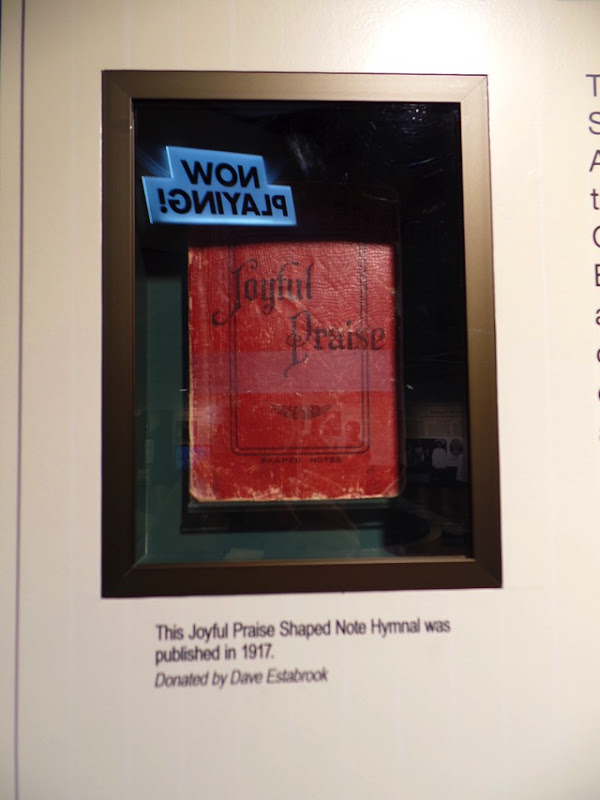 NOW
PLAYING!
Joyful
Praise
SHAPED NOTES
This Joyful Praise Shaped Note Hymnal was
published in 1917.
Donated by Dave Estabrook